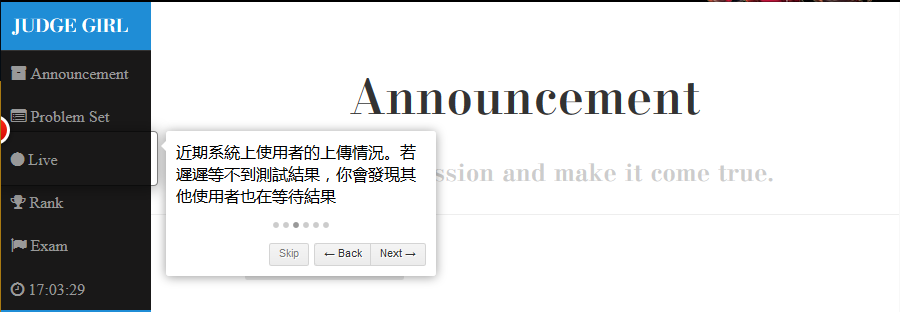 JUDGE GIRL
Announcement
Problem Set
Live
Rank
Exam
17:03:29
Announcement
ssion and make it come true.
近期系統上使用者的上傳情況。若
遲遲等不到測試結果，你會發現其
他使用者也在等待結果
Skip
← Back
Next →